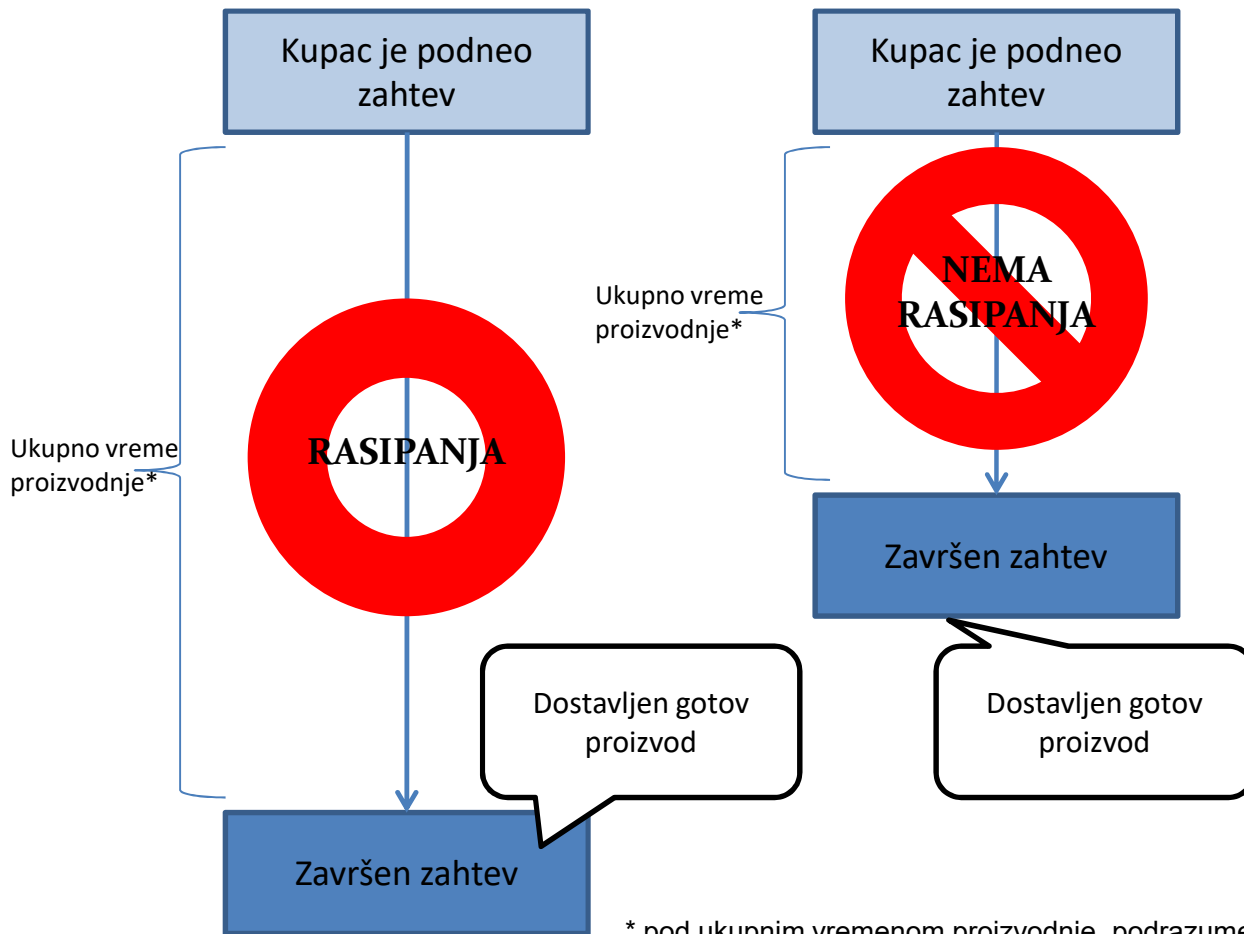 Kupac je podneo
zahtev
Ukupno vreme
proizvodnje*
RASIPANJA
Dostavljen gotov
proizvod
Završen zahtev
Kupac je podneo
zahtev
Ukupno vreme
proizvodnje*
NEMA
RASIPANJA
Završen zahtev
Dostavljen gotov
proizvod
* pod ukupnim vremenom proizvodnje